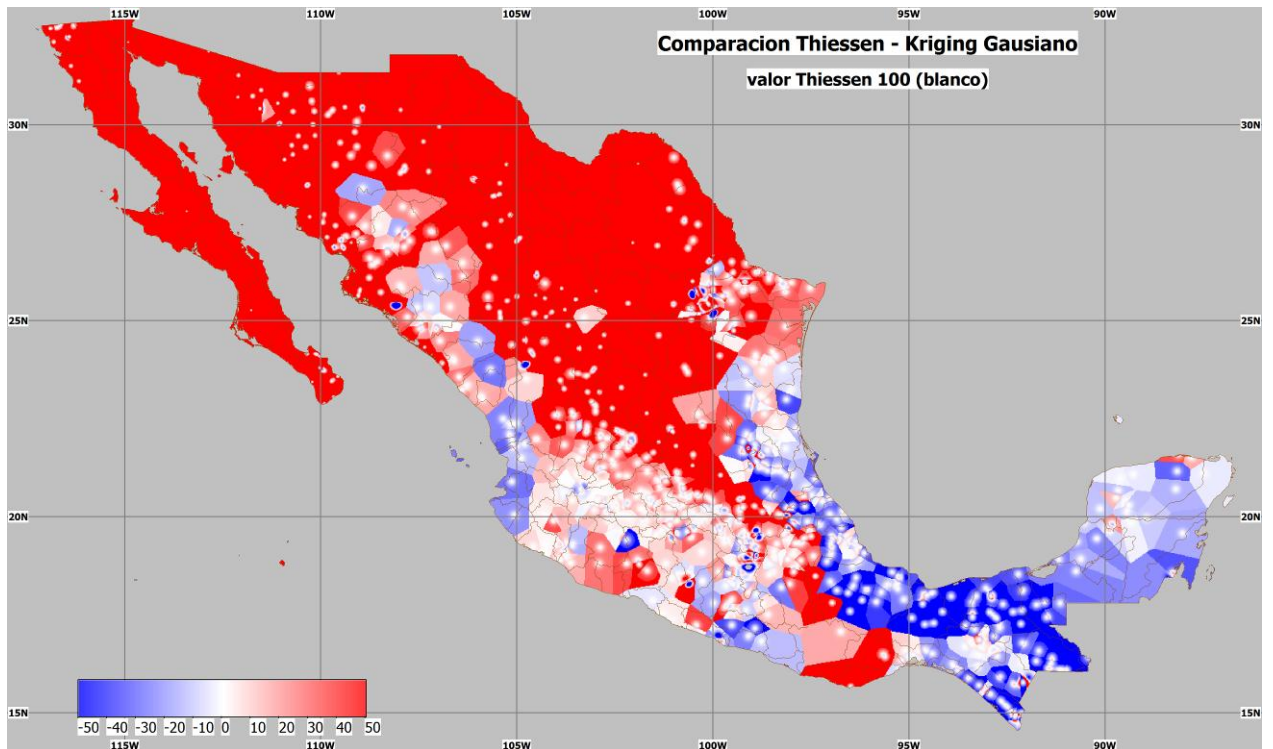 115W 110W 105W 100W 95W 90W
Comparacion Thiessen - Kriging Gausiano
valor Thiessen 100 (blanco)
30N 30N
25N 25N
20N 20N
15N 15N
-50 -40 -30 -20 -10 0 10 20 30 40 50
115W 110W 105W 100W 95W 90W